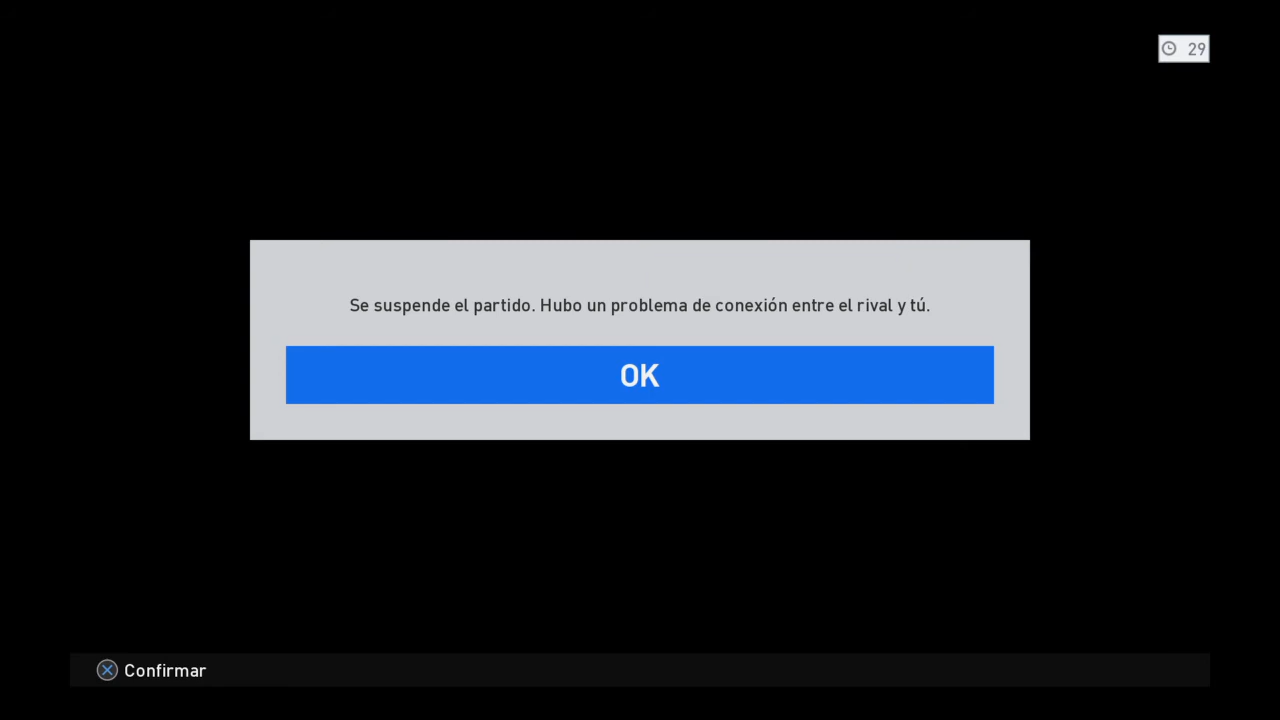 29
Se suspende el partido. Hubo un problema de conexión entre el rival y tú.
OK
Confirmar